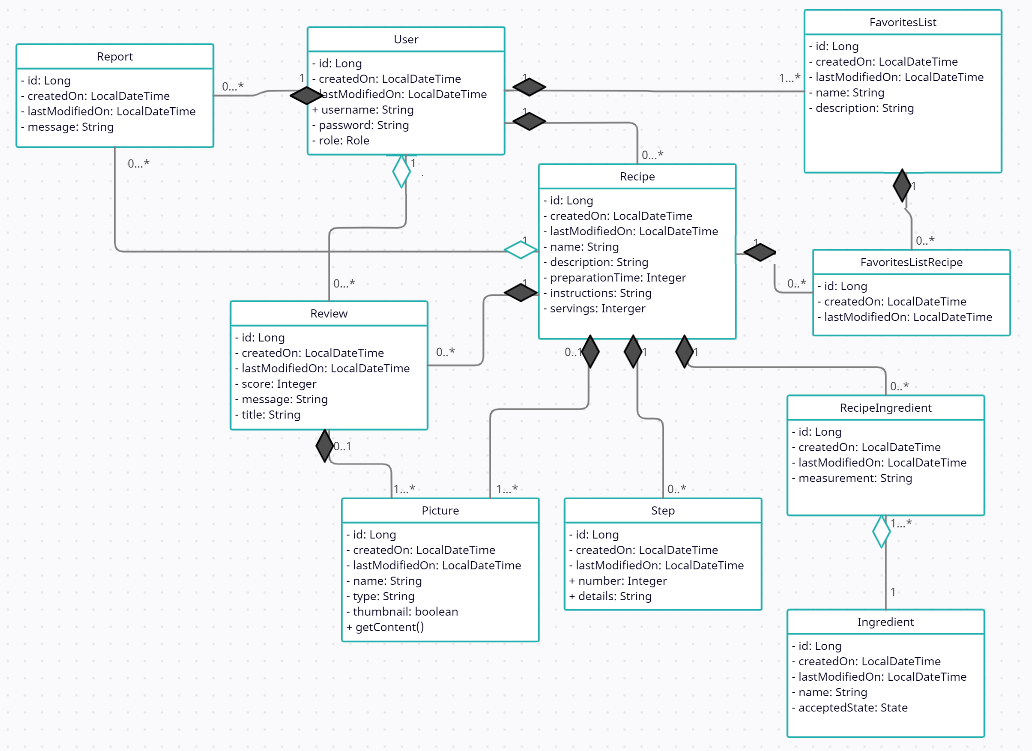 Report
- id: Long
- createdOn: LocalDateTime
- lastModifiedOn: LocalDateTime
- message: String
0...*
1
User
- id: Long
- createdOn: LocalDateTime
lastModifiedOn: LocalDateTime
+ username: String
- password: String
- role: Role
1
1...*
FavoritesList
- id: Long
- createdOn: LocalDateTime
- lastModifiedOn: LocalDateTime
- name: String
- description: String
1
0...*
0...*
1
1
0...*
Recipe
- id: Long
- createdOn: LocalDateTime
- lastModifiedOn: LocalDateTime
- name: String
- description: String
- preparationTime: Integer
- instructions: String
- servings: Interger
1
1
1
0..*
1
0..*
FavoritesListRecipe
- id: Long
- createdOn: LocalDateTime
- lastModifiedOn: LocalDateTime
Review
- id: Long
- createdOn: LocalDateTime
- lastModifiedOn: LocalDateTime
- score: Integer
- message: String
- title: String
0..*
0..1
1
1
0..*
RecipeIngredient
- id: Long
- createdOn: LocalDateTime
- lastModifiedOn: LocalDateTime
- measurement: String
0..1
1...*
1...*
0..*
Picture
- id: Long
- createdOn: LocalDateTime
- lastModifiedOn: LocalDateTime
- name: String
- type: String
- thumbnail: boolean
+ getContent()
Step
- id: Long
- createdOn: LocalDateTime
- lastModifiedOn: LocalDateTime
+ number: Integer
+ details: String
1...*
1
Ingredient
- id: Long
- createdOn: LocalDateTime
- lastModifiedOn: LocalDateTime
- name: String
- acceptedState: State